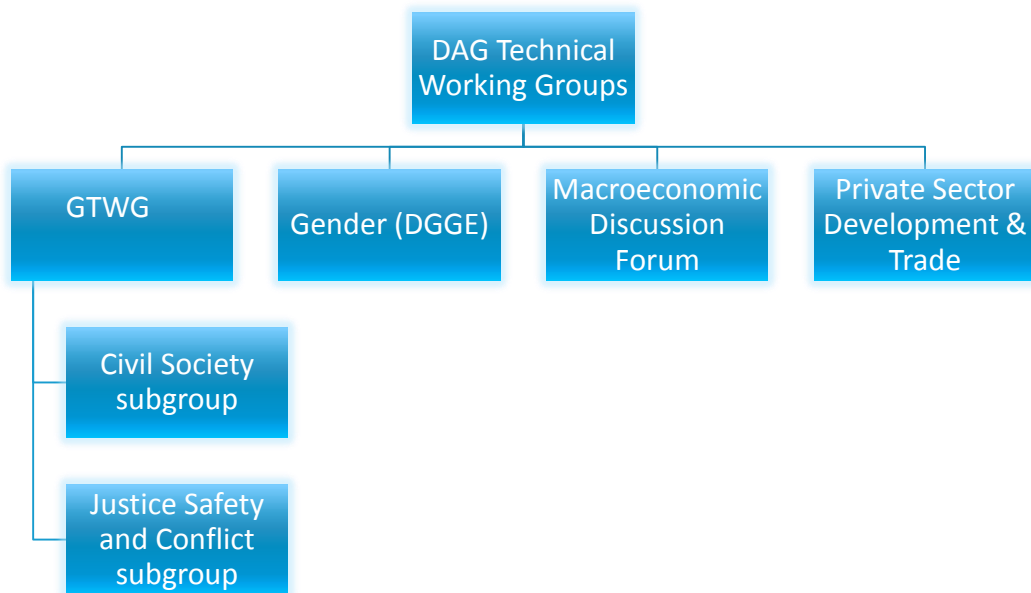 DAG Technical
Working Groups
GTWG
Gender (DGGE)
Macroeconomic
Discussion
Forum
Private Sector
Development &
Trade
Civil Society
subgroup
Justice Safety
and Conflict
subgroup